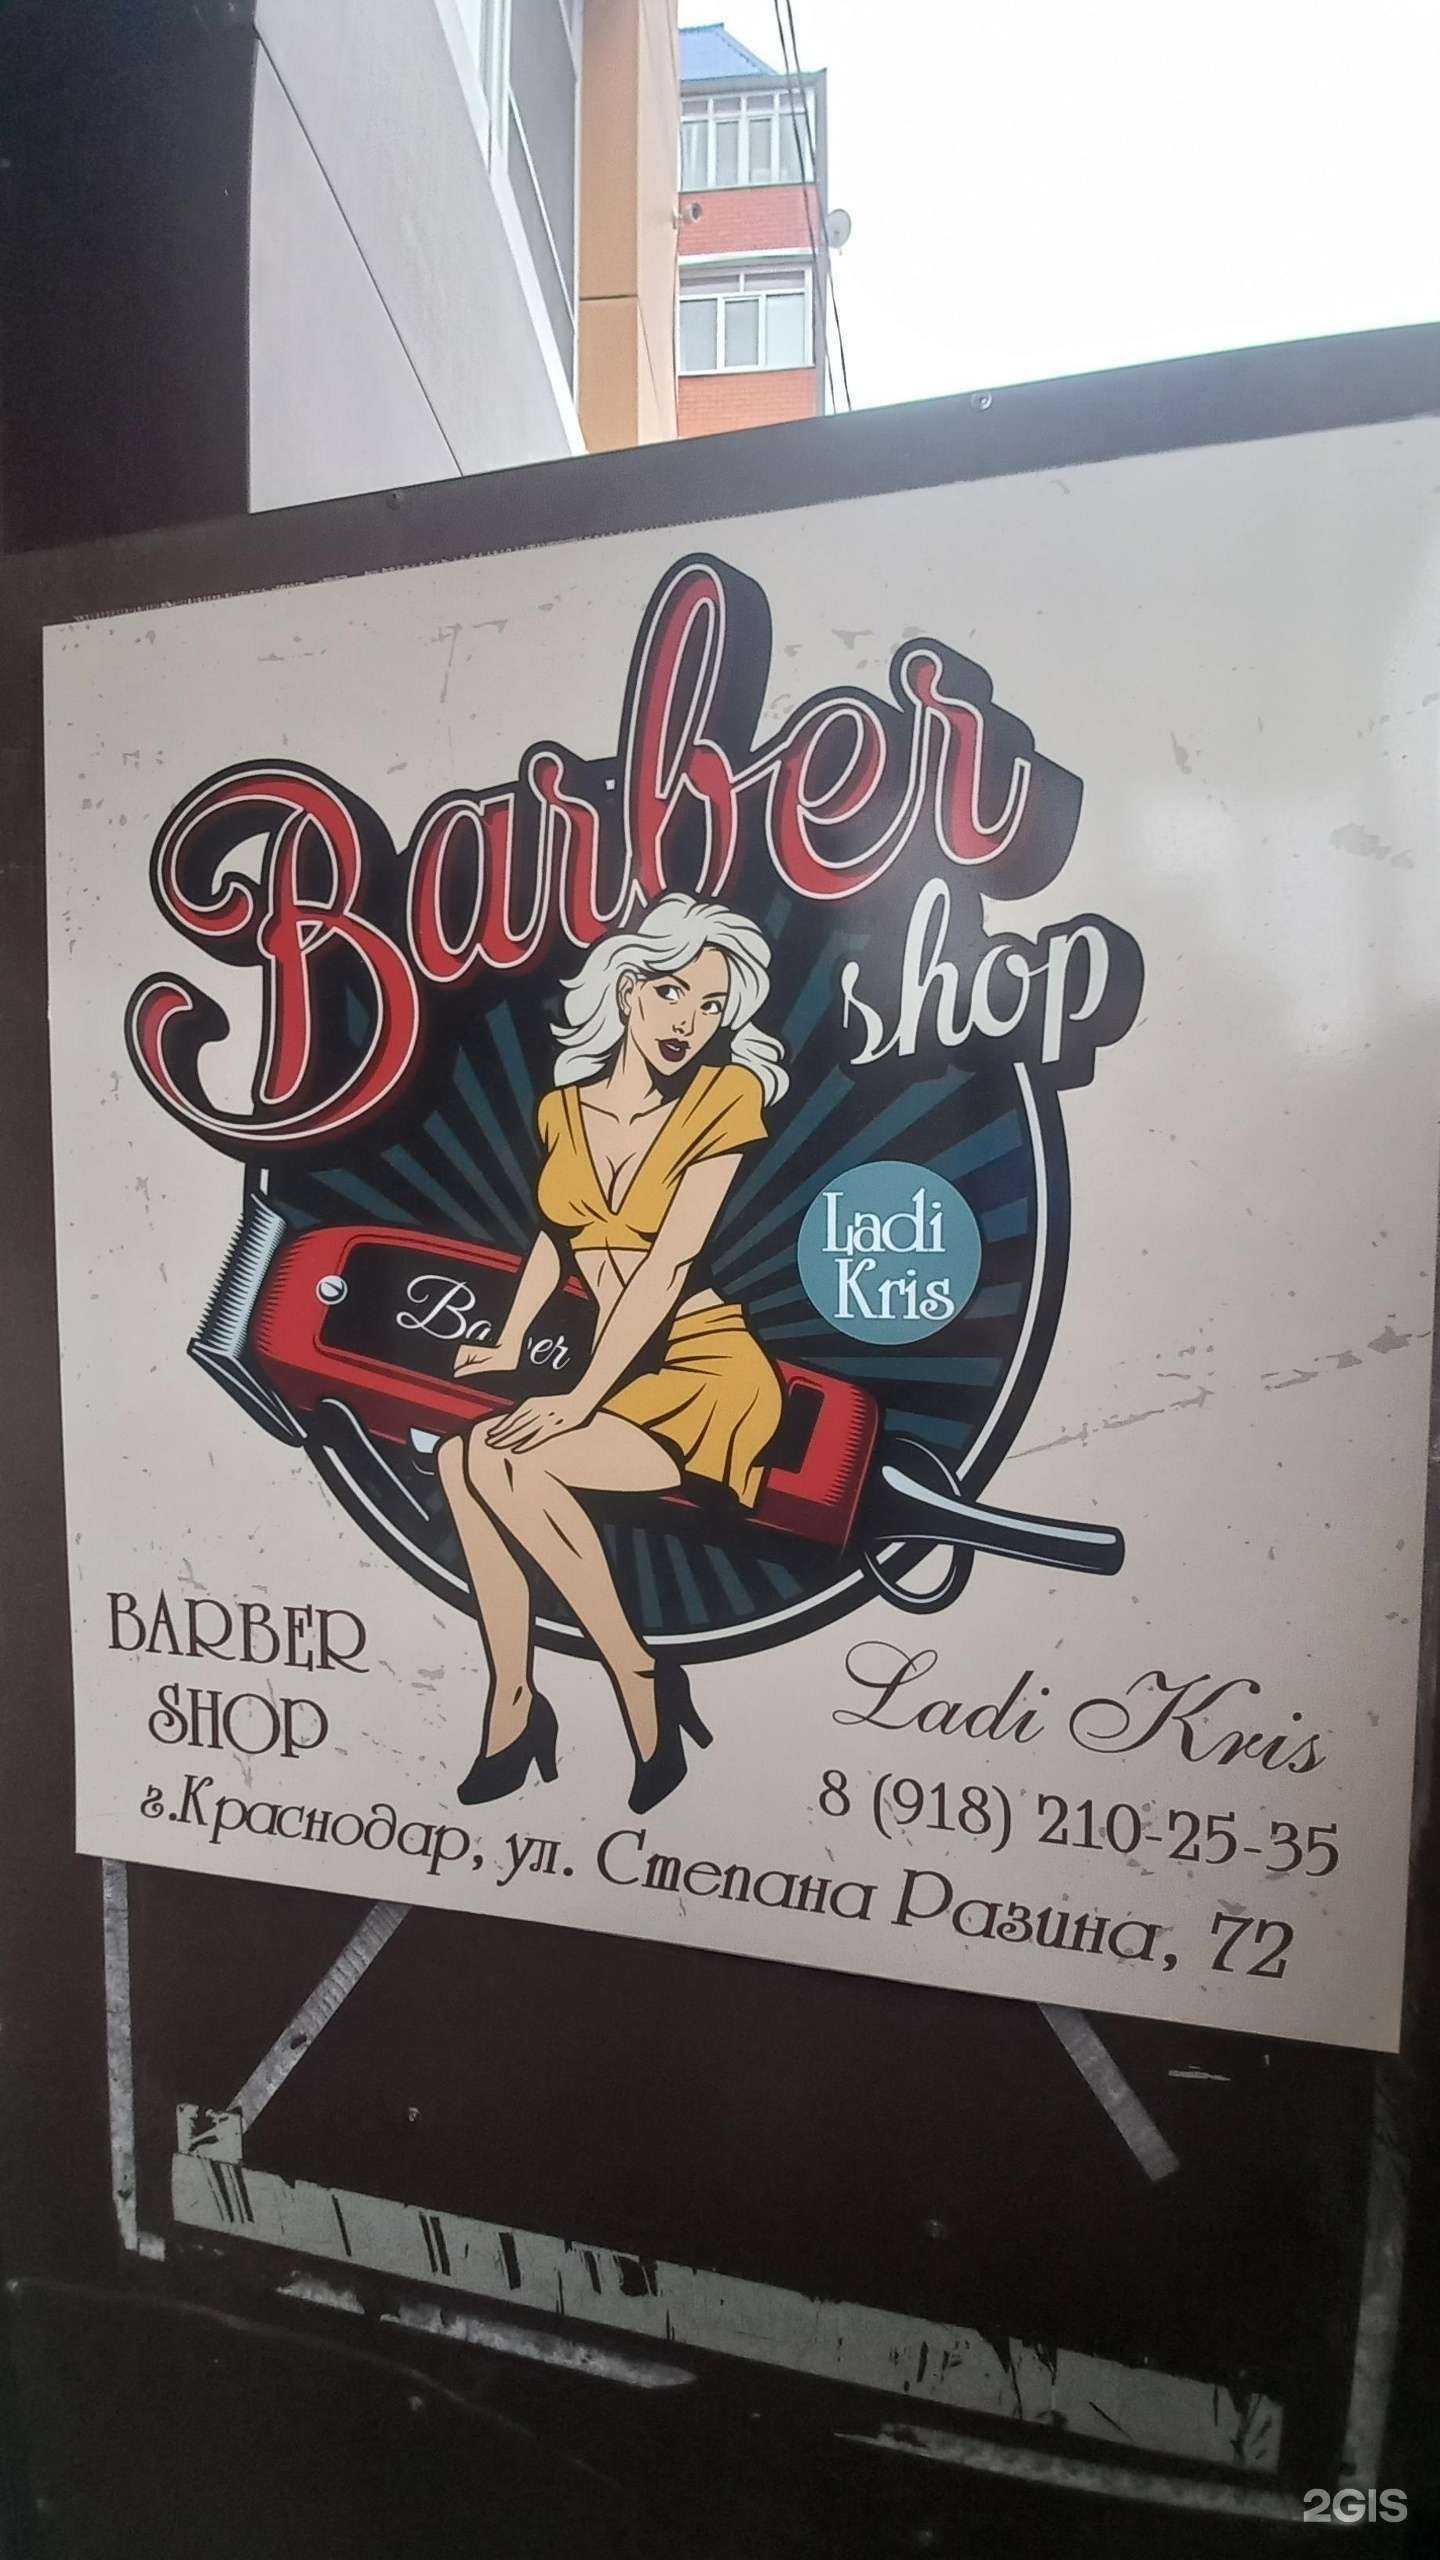 Barber
shop
Ladi
Kris
Barber
BARBER
SHOP
Ladi Kris
8 (918) 210-25-35
г.Краснодар, ул. Степана Разина, 72
2GIS